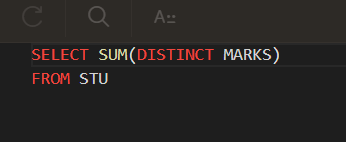 A
SELECT SUM(DISTINCT MARKS)
FROM STU